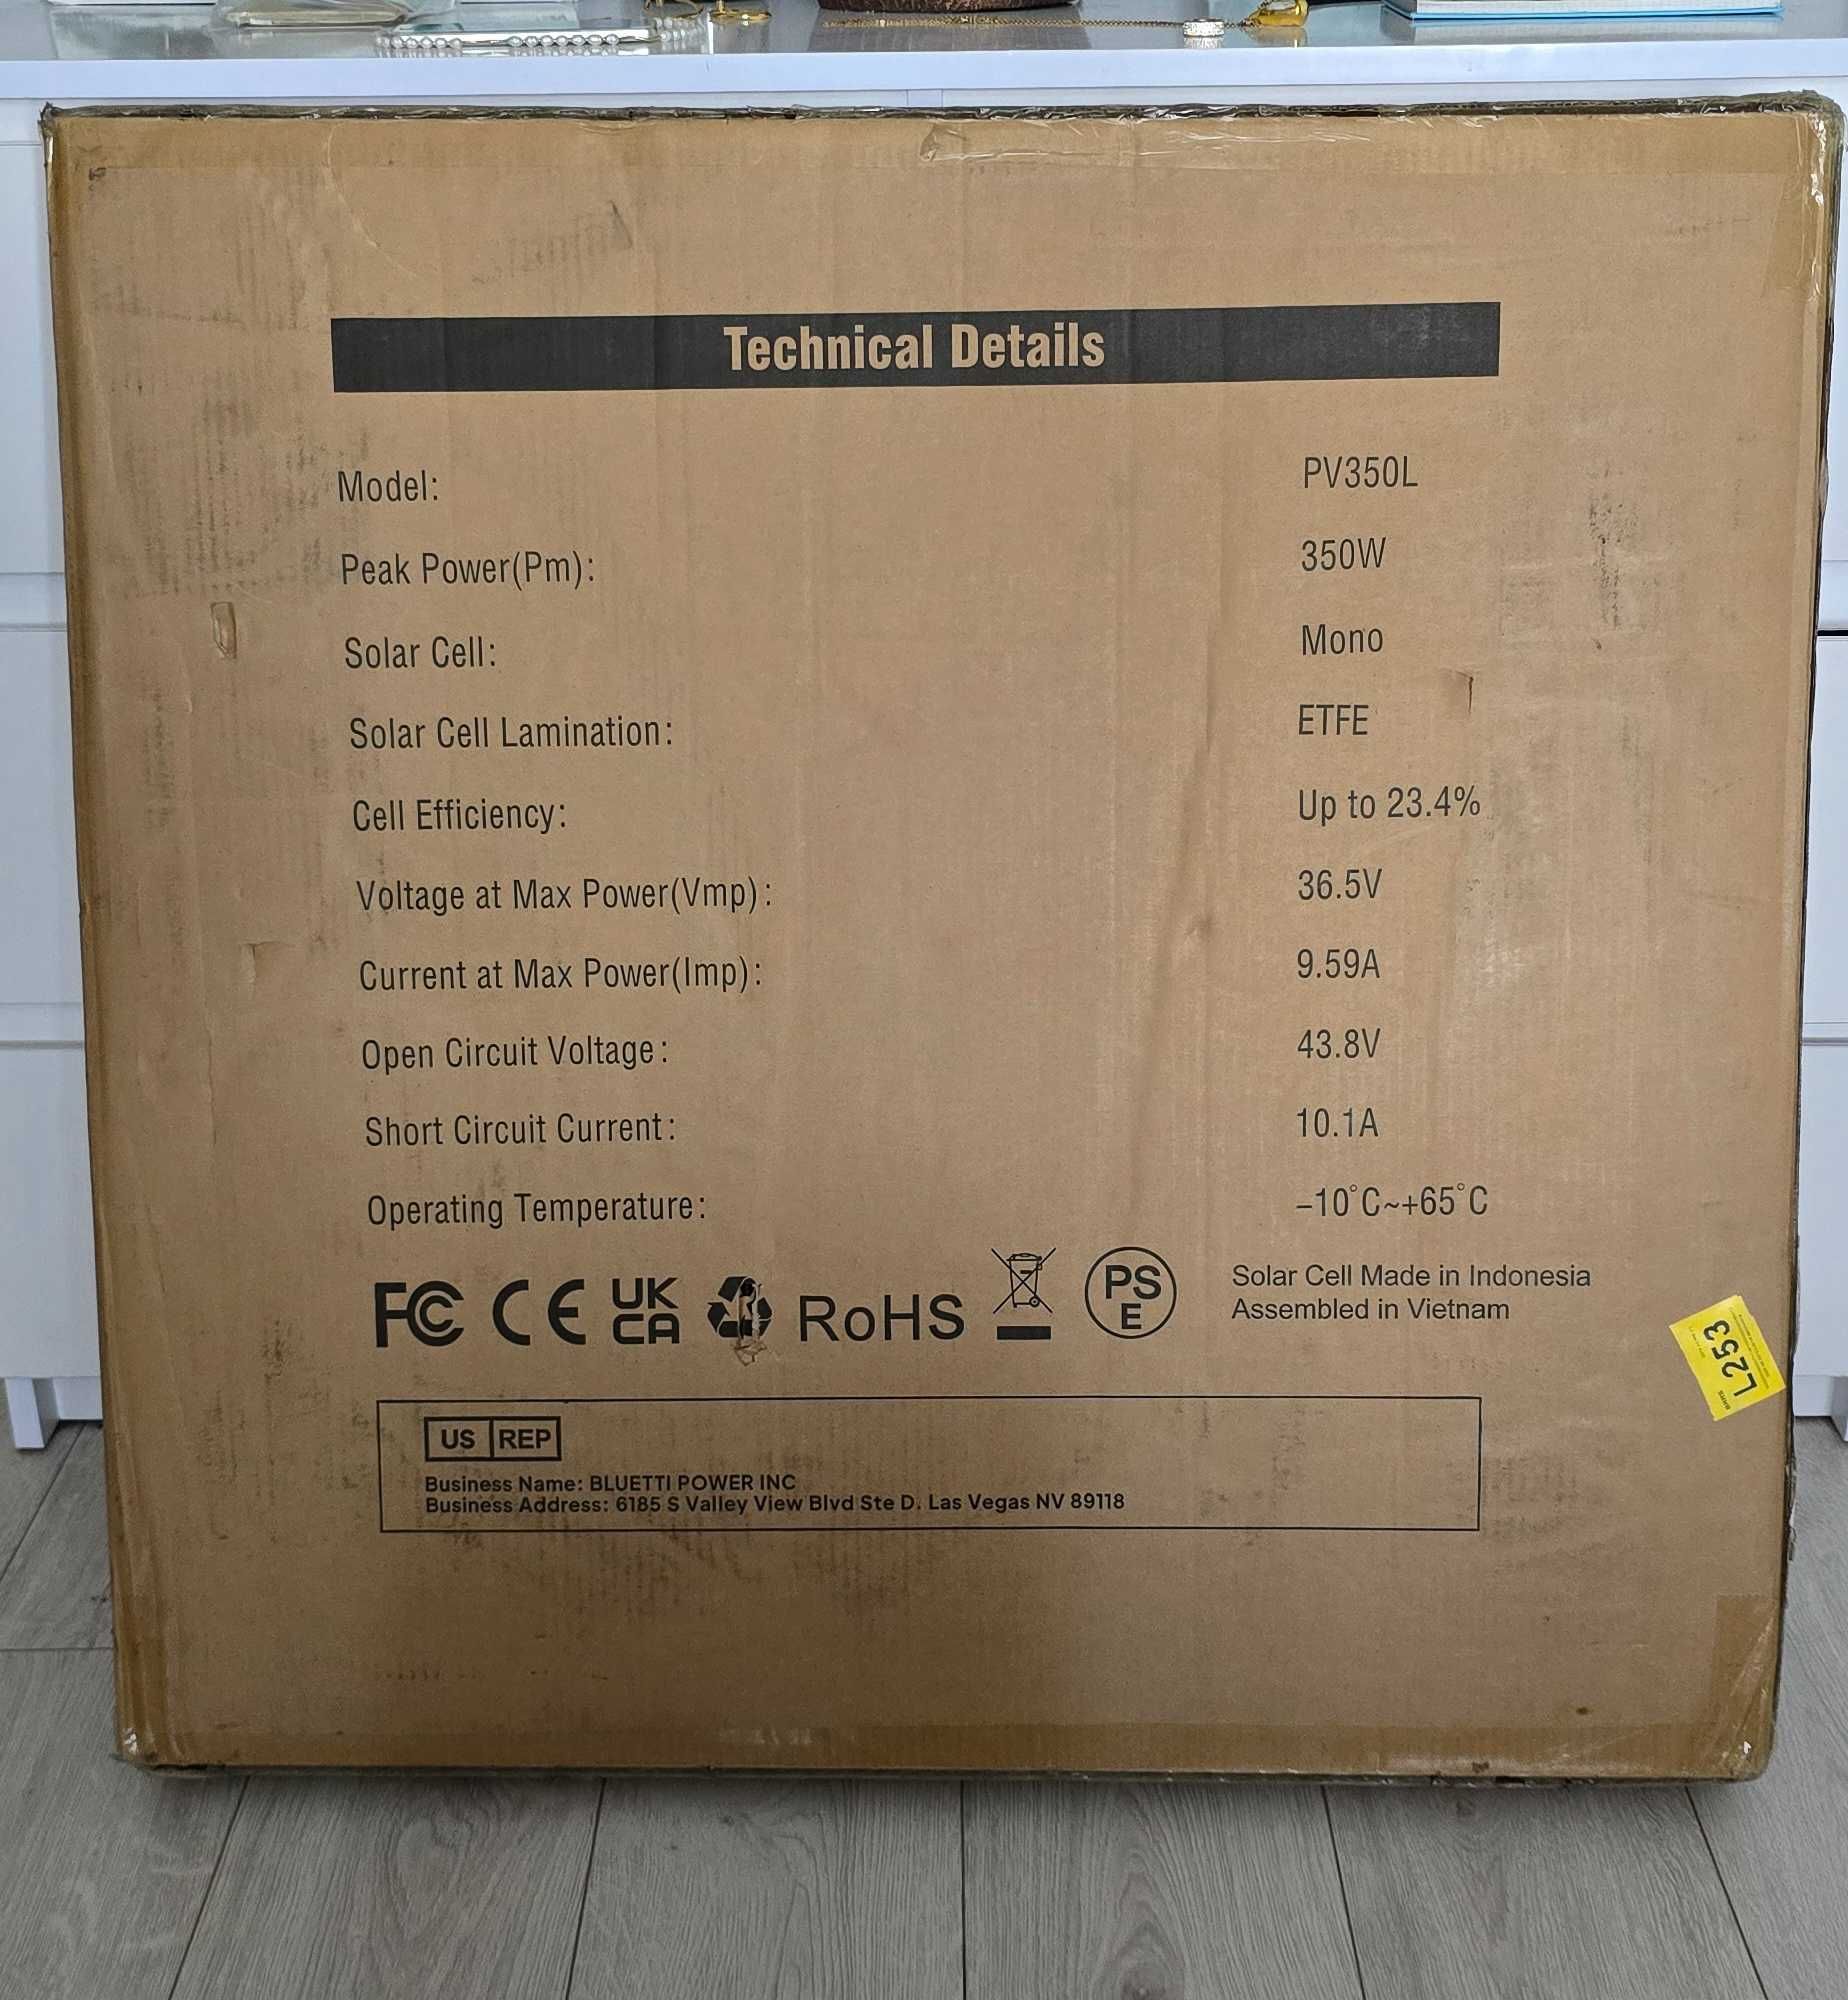 Technical Details
Model: PV350L
Peak Power(Pm): 350W
Solar Cell: Mono
Solar Cell Lamination: ETFE
Cell Efficiency: Up to 23.4%
Voltage at Max Power(Vmp): 36.5V
Current at Max Power(Imp): 9.59A
Open Circuit Voltage: 43.8V
Short Circuit Current: 10.1A
Operating Temperature: –10°C~+65°C
FC CE UK CA RoHS PS E
Solar Cell Made in Indonesia
Assembled in Vietnam
L253
US REP
Business Name: BLUETTI POWER INC
Business Address: 6185 S Valley View Blvd Ste D. Las Vegas NV 89118